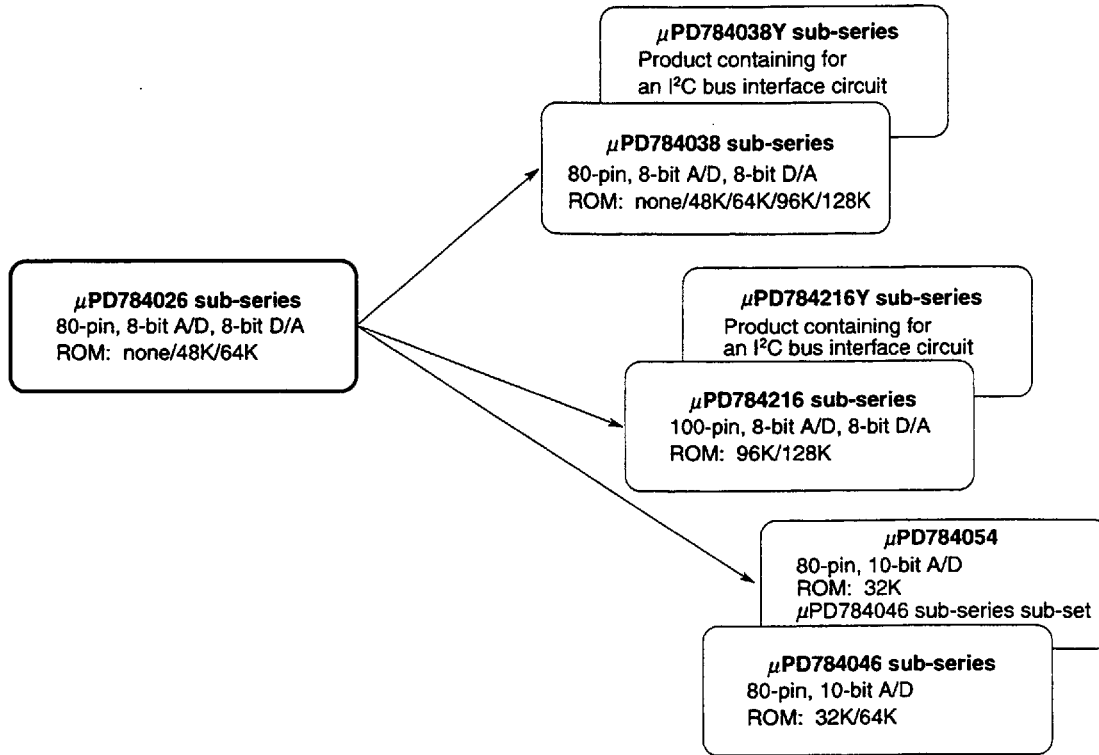 μPD784038Y sub-series
Product containing for
an I²C bus interface circuit
μPD784038 sub-series
80-pin, 8-bit A/D, 8-bit D/A
ROM: none/48K/64K/96K/128K
μPD784026 sub-series
80-pin, 8-bit A/D, 8-bit D/A
ROM: none/48K/64K
μPD784216Y sub-series
Product containing for
an I²C bus interface circuit
μPD784216 sub-series
100-pin, 8-bit A/D, 8-bit D/A
ROM: 96K/128K
μPD784054
80-pin, 10-bit A/D
ROM: 32K
μPD784046 sub-series sub-set
μPD784046 sub-series
80-pin, 10-bit A/D
ROM: 32K/64K